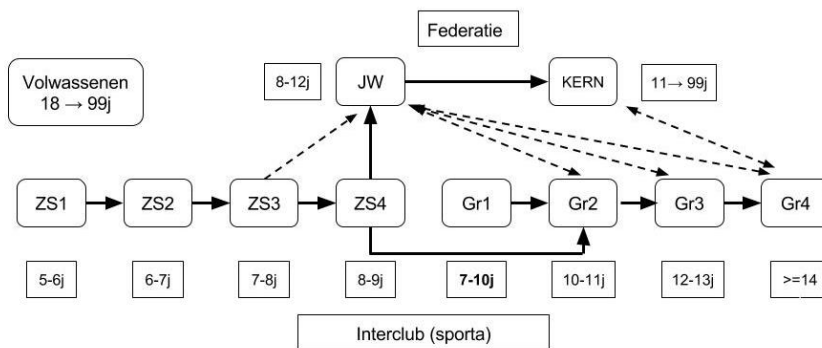 Federatie
Volwassenen
18 → 99j
8-12j
JW
KERN
11→ 99j
ZS1
ZS2
ZS3
ZS4
Gr1
Gr2
Gr3
Gr4
5-6j
6-7j
7-8j
8-9j
7-10j
10-11j
12-13j
>=14
Interclub (sporta)